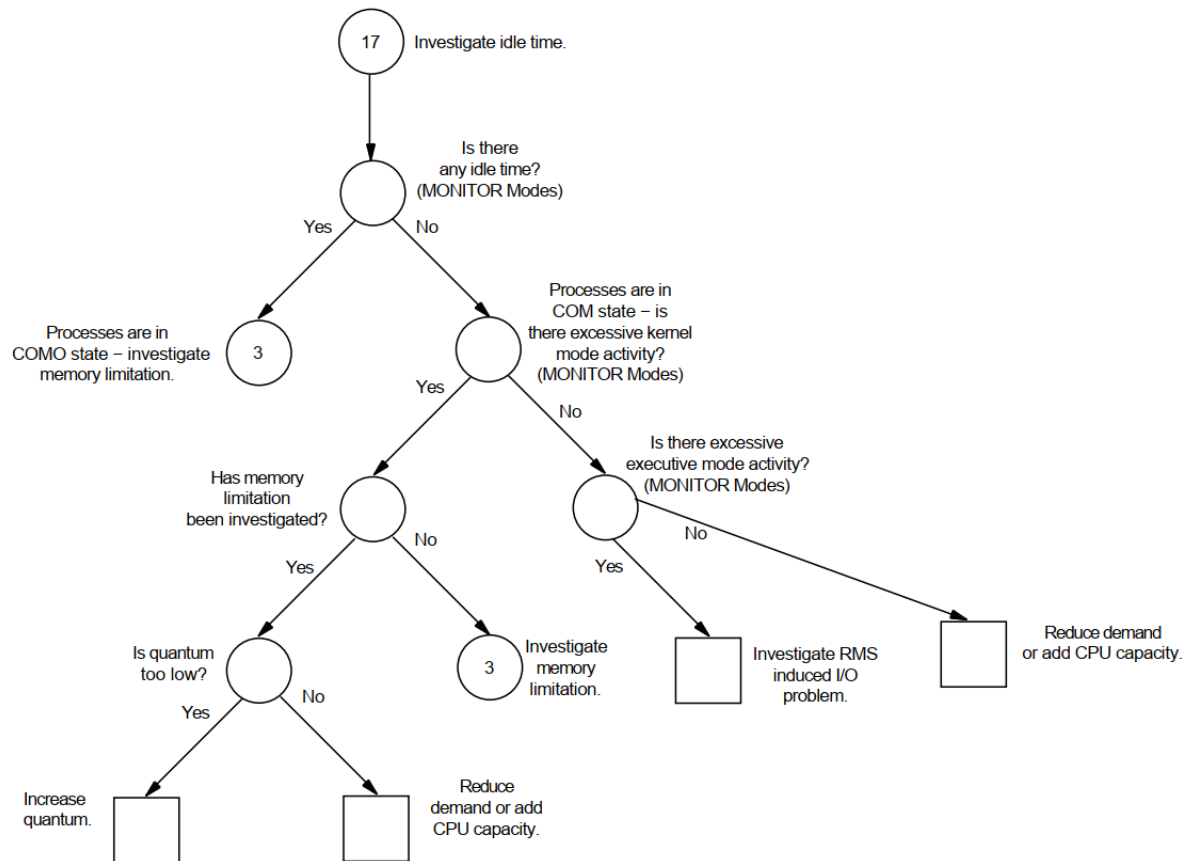 17
Investigate idle time.
Is there
any idle time?
(MONITOR Modes)
Yes
No
Processes are in
COMO state − investigate
memory limitation.
3
Processes are in
COM state − is
there excessive kernel
mode activity?
(MONITOR Modes)
Yes
No
Has memory
limitation
been investigated?
Is there excessive
executive mode activity?
(MONITOR Modes)
Yes
No
Yes
No
Is quantum
too low?
3
Investigate
memory
limitation.
Investigate RMS
induced I/O
problem.
Reduce demand
or add CPU capacity.
Yes
No
Increase
quantum.
Reduce
demand or add
CPU capacity.